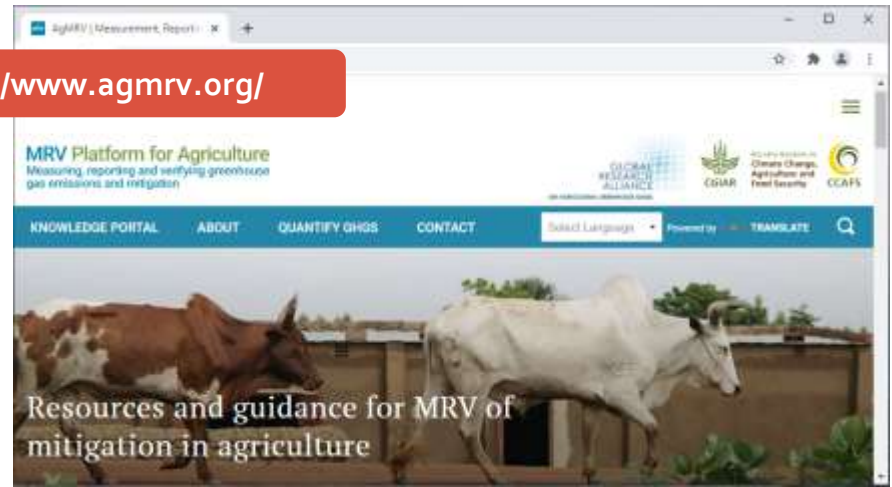 AgMRV | Measurement, Reporti
/www.agmrv.org/
MRV Platform for Agriculture
Measuring, reporting and verifying greenhouse
gas emissions and mitigation
GLOBAL
RESEARCH
ALLIANCE
CGIAR
Climate Change,
Agriculture and
Food Security
CCAFS
KNOWLEDGE PORTAL ABOUT QUANTIFY GHGS CONTACT Select Language Powered by TRANSLATE
Resources and guidance for MRV of
mitigation in agriculture